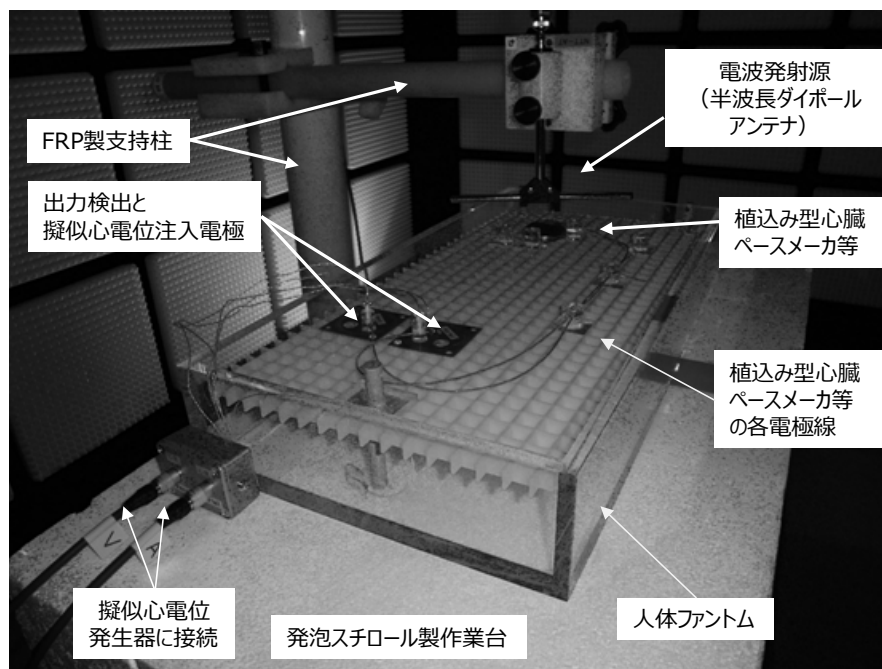 電波発射源
（半波長ダイポール
アンテナ）
FRP製支持柱
出力検出と
擬似心電位注入電極
植込み型心臓
ペースメーカ等
植込み型心臓
ペースメーカ等
の各電極線
V
A
擬似心電位
発生器に接続
発泡スチロール製作業台
人体ファントム